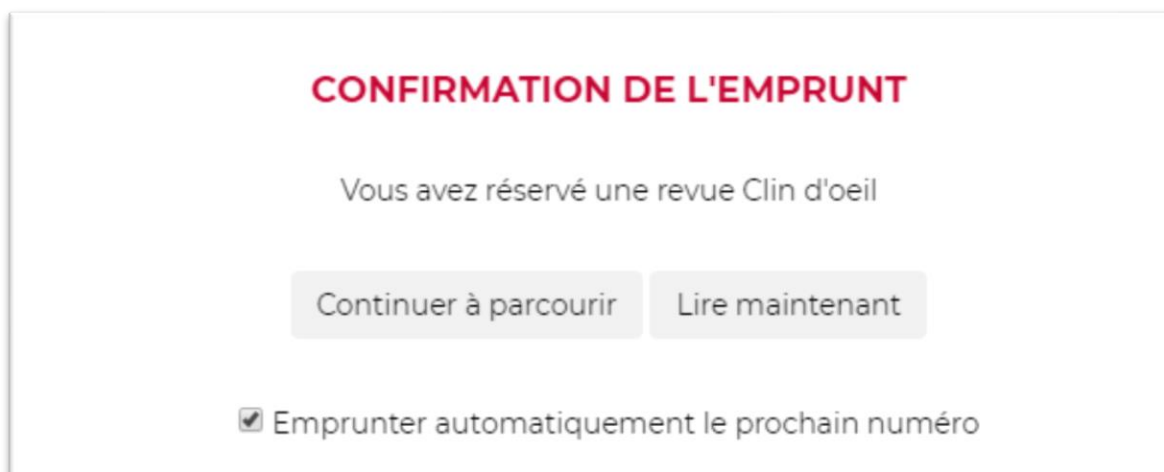 CONFIRMATION DE L'EMPRUNT
Vous avez réservé une revue Clin d'oeil
Continuer à parcourir Lire maintenant
Emprunter automatiquement le prochain numéro